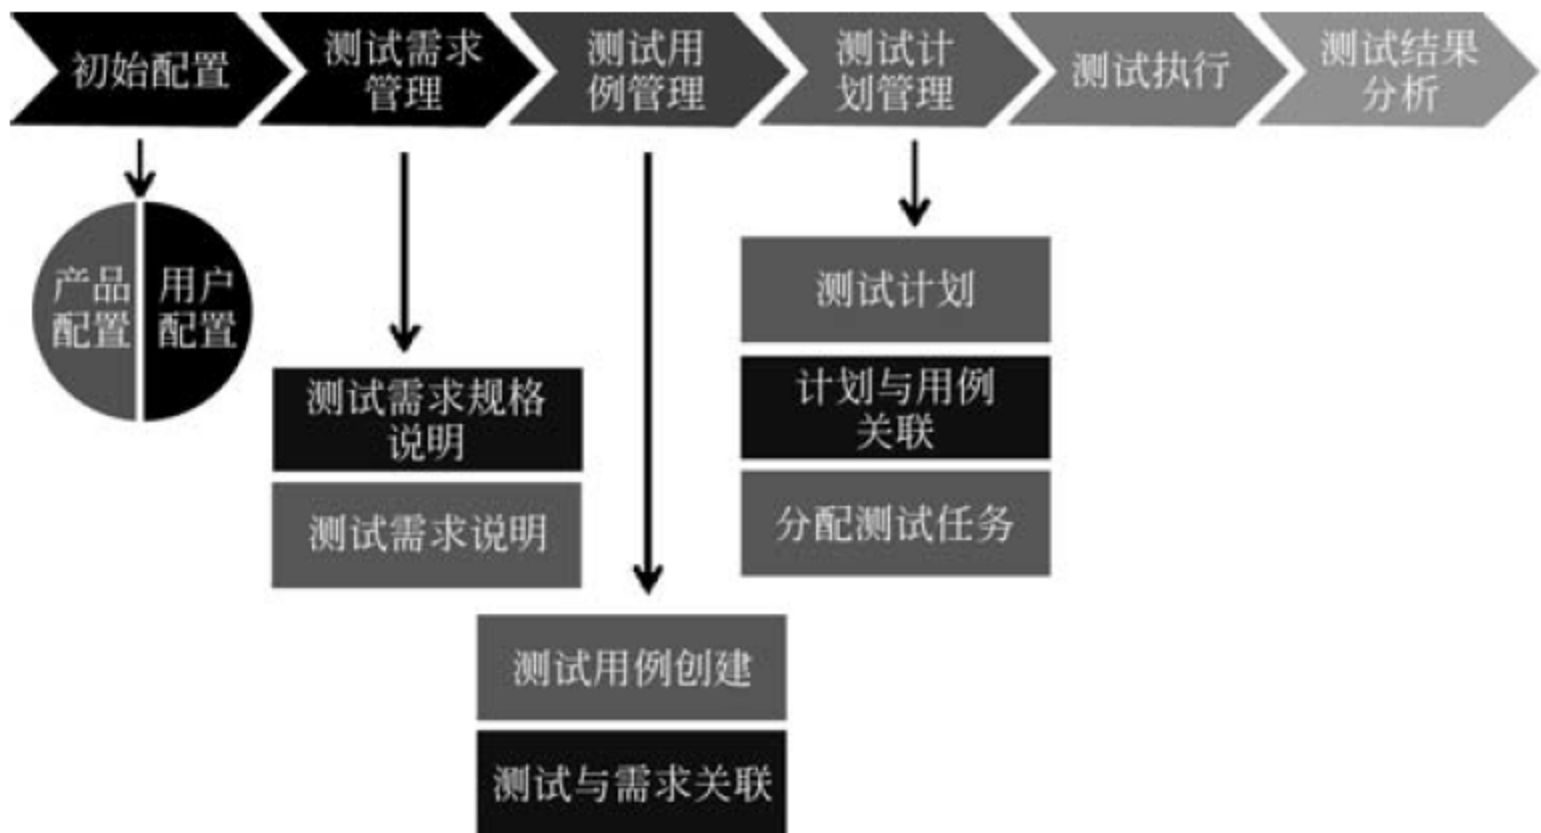 初始配置
测试需求
管理
测试用
例管理
测试计
划管理
测试执行
测试结果
分析
产品
配置
用户
配置
测试需求规格
说明
测试需求说明
测试用例创建
测试与需求关联
测试计划
计划与用例
关联
分配测试任务